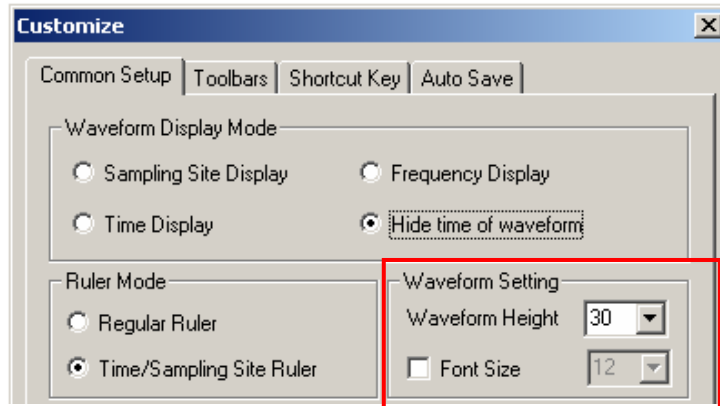 Customize
Common Setup Toolbars Shortcut Key Auto Save
Waveform Display Mode
Sampling Site Display Frequency Display
Time Display Hide time of waveform
Ruler Mode
Regular Ruler
Time/Sampling Site Ruler
Waveform Setting
Waveform Height 30
Font Size 12